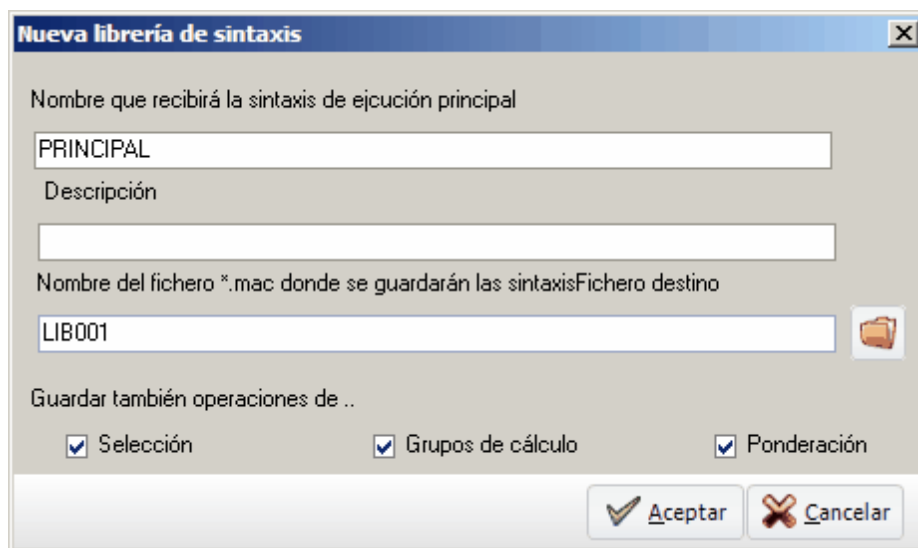 Nueva librería de sintaxis
Nombre que recibirá la sintaxis de ejcución principal
PRINCIPAL
Descripción
Nombre del fichero *.mac donde se guardarán las sintaxisFichero destino
LIB001
Guardar también operaciones de ..
Selección Grupos de cálculo Ponderación
Aceptar Cancelar